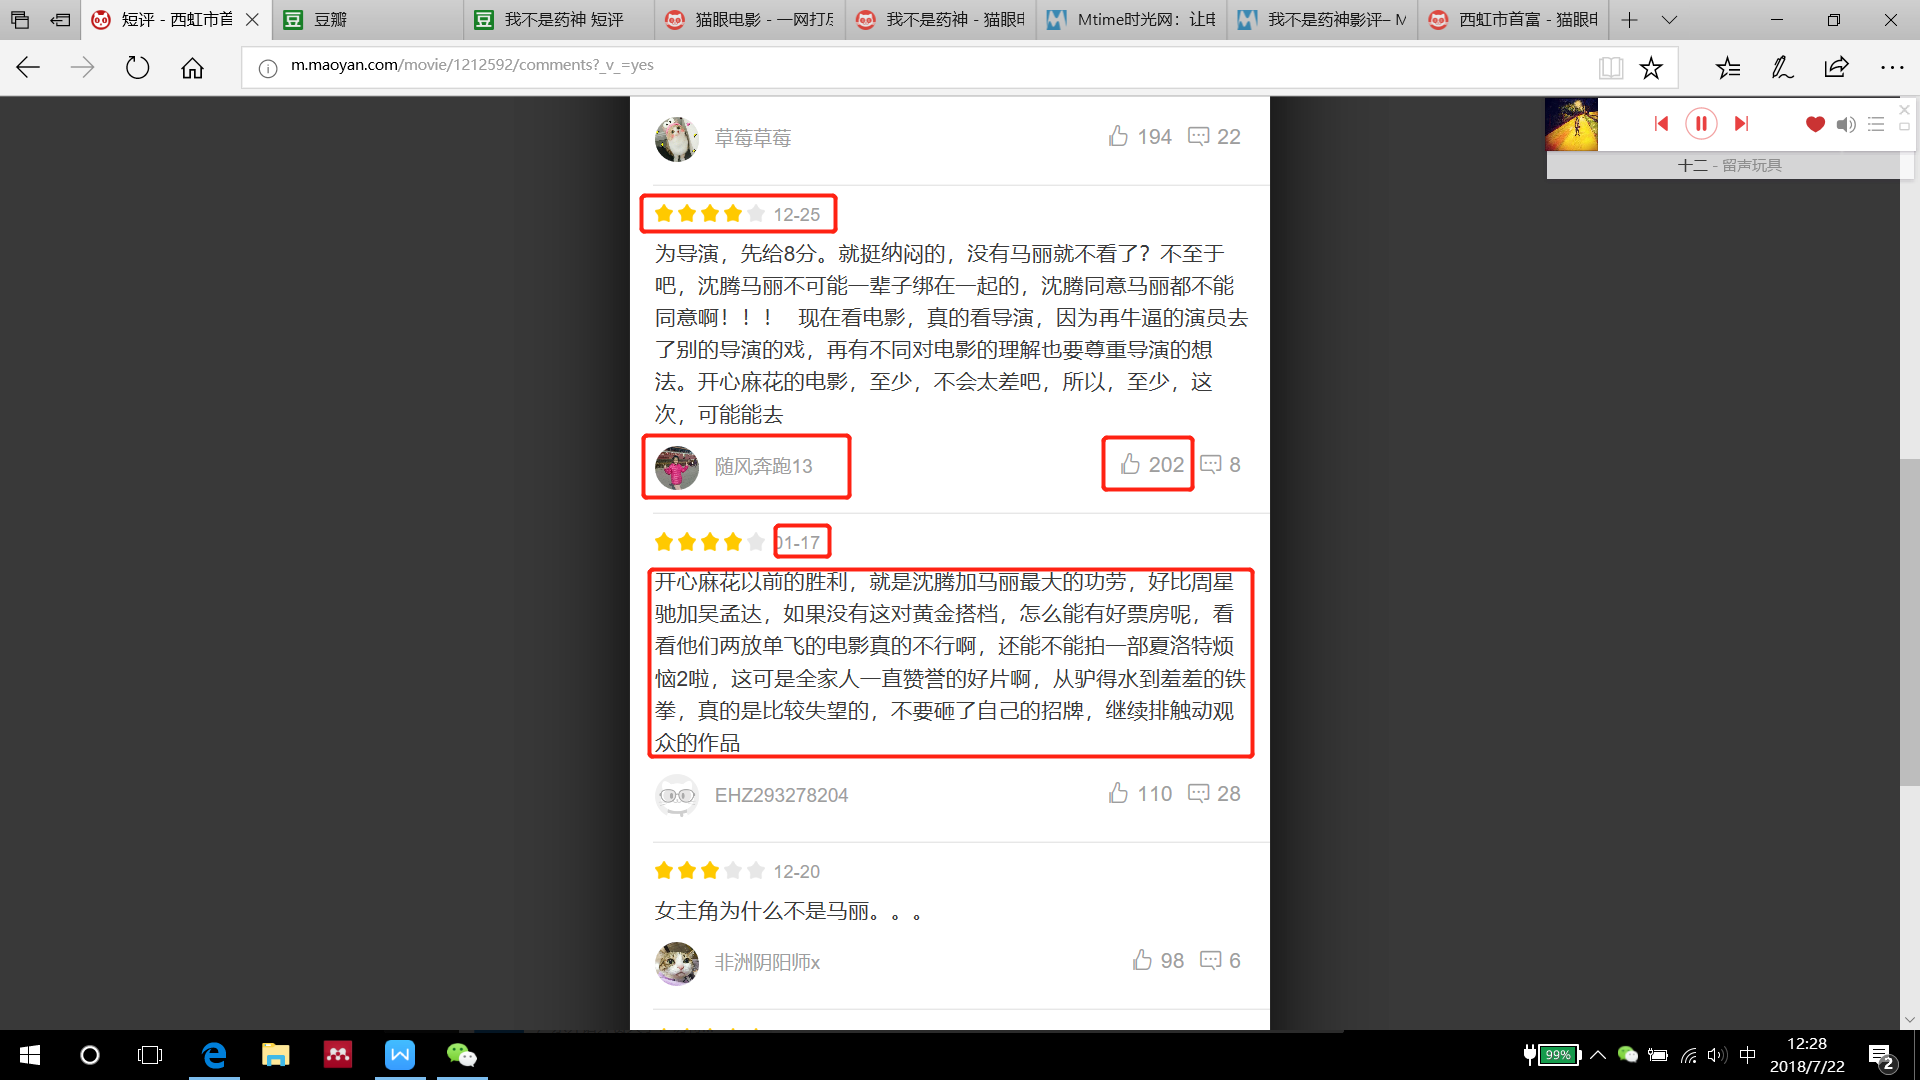 短评 - 西虹市首
豆瓣
我不是药神 短评
猫眼电影 - 一网打尽
我不是药神 - 猫眼电
Mtime时光网：让电
我不是药神影评– M
西虹市首富 - 猫眼电
m.maoyan.com/movie/1212592/comments?_v_=yes
十二 - 留声玩具
草莓草莓 194 22
12-25
为导演，先给8分。就挺纳闷的，没有马丽就不看了？不至于
吧，沈腾马丽不可能一辈子绑在一起的，沈腾同意马丽都不能
同意啊！！！ 现在看电影，真的看导演，因为再牛逼的演员去
了别的导演的戏，再有不同对电影的理解也要尊重导演的想
法。开心麻花的电影，至少，不会太差吧，所以，至少，这
次，可能能去
随风奔跑13 202 8
01-17
开心麻花以前的胜利，就是沈腾加马丽最大的功劳，好比周星
驰加吴孟达，如果没有这对黄金搭档，怎么能有好票房呢，看
看他们两放单飞的电影真的不行啊，还能不能拍一部夏洛特烦
恼2啦，这可是全家人一直赞誉的好片啊，从驴得水到羞羞的铁
拳，真的是比较失望的，不要砸了自己的招牌，继续排触动观
众的作品
EHZ293278204 110 28
12-20
女主角为什么不是马丽。。。
非洲阴阳师x 98 6
99%
中
12:28
2018/7/22
2